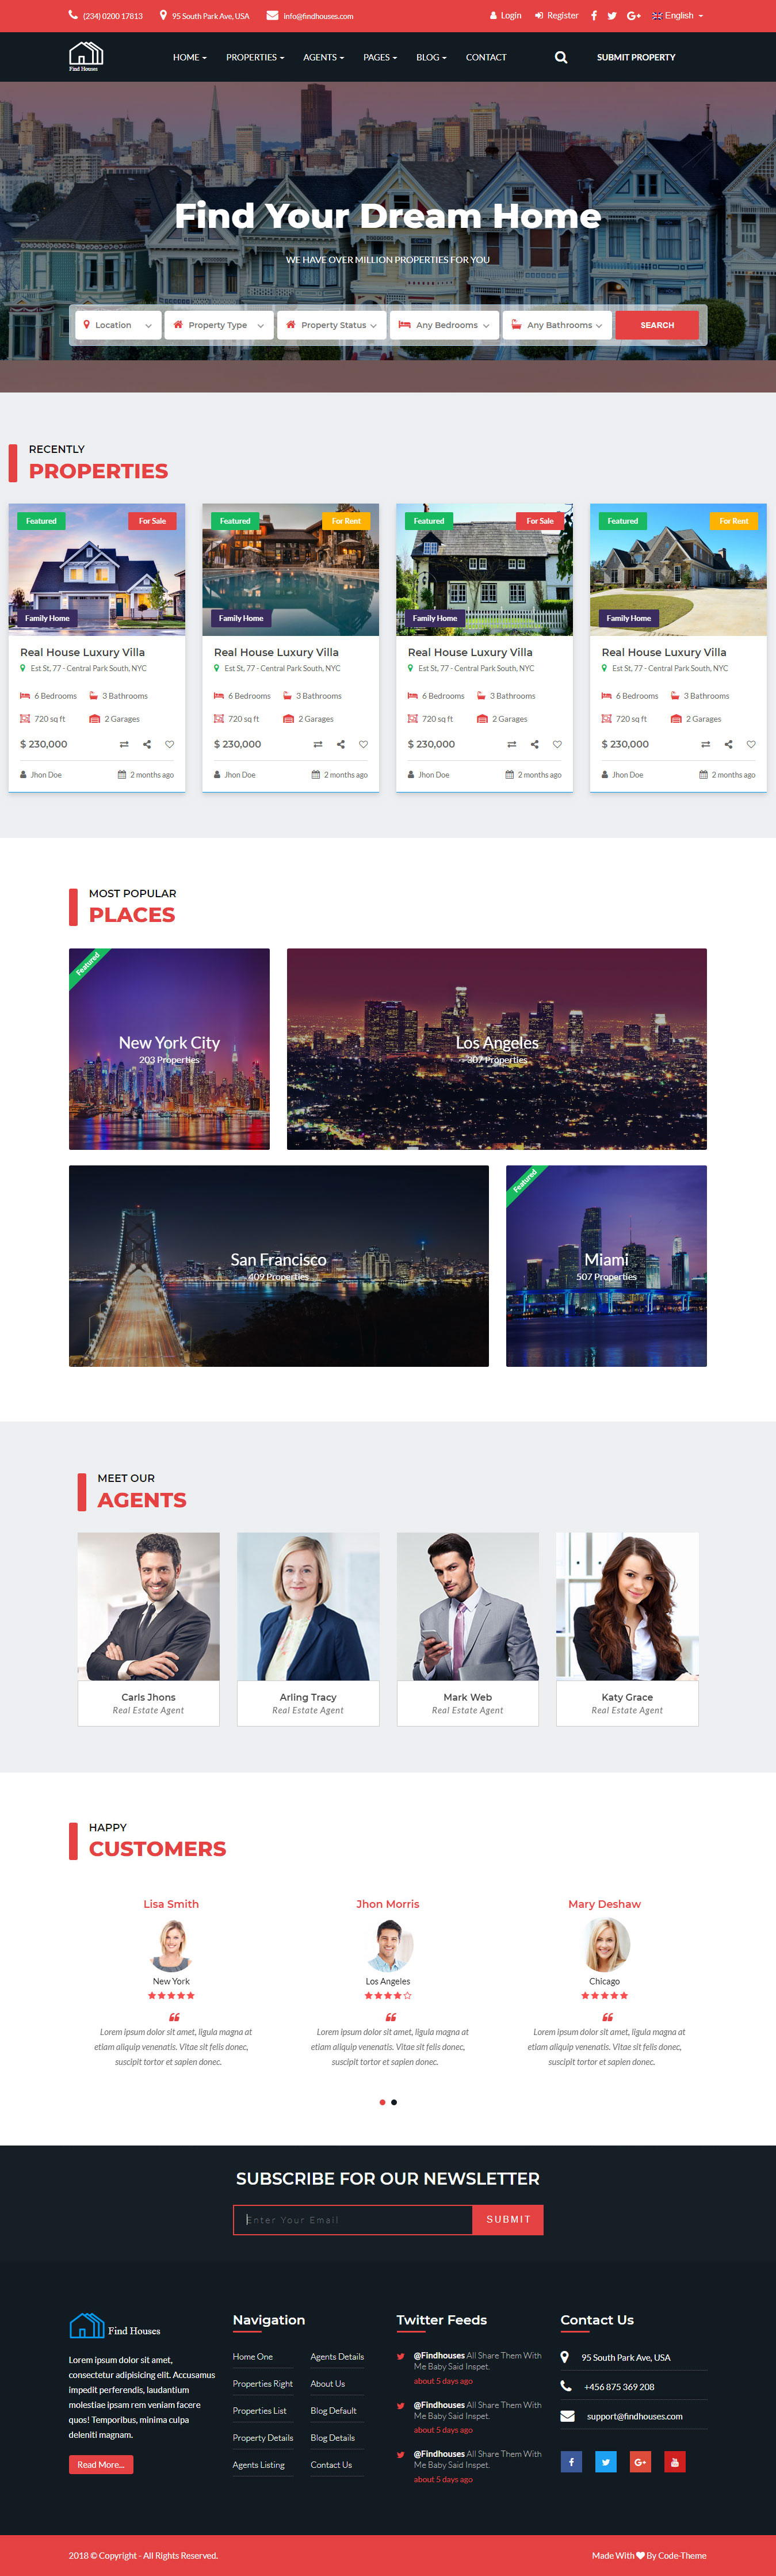 (234) 0200 17813 95 South Park Ave, USA info@findhouses.com Login Register English
Find Houses
HOME PROPERTIES AGENTS PAGES BLOG CONTACT SUBMIT PROPERTY
Find Your Dream Home
WE HAVE OVER MILLION PROPERTIES FOR YOU
Location Property Type Property Status Any Bedrooms Any Bathrooms SEARCH
RECENTLY
PROPERTIES
Featured For Sale Featured For Rent Featured For Sale Featured For Rent
Family Home Family Home Family Home Family Home
Real House Luxury Villa Real House Luxury Villa Real House Luxury Villa Real House Luxury Villa
Est St, 77 - Central Park South, NYC Est St, 77 - Central Park South, NYC Est St, 77 - Central Park South, NYC Est St, 77 - Central Park South, NYC
6 Bedrooms 3 Bathrooms 6 Bedrooms 3 Bathrooms 6 Bedrooms 3 Bathrooms 6 Bedrooms 3 Bathrooms
720 sq ft 2 Garages 720 sq ft 2 Garages 720 sq ft 2 Garages 720 sq ft 2 Garages
$ 230,000 $ 230,000 $ 230,000 $ 230,000
Jhon Doe 2 months ago Jhon Doe 2 months ago Jhon Doe 2 months ago Jhon Doe 2 months ago
MOST POPULAR
PLACES
Featured
New York City
203 Properties
Los Angeles
307 Properties
San Francisco
409 Properties
Featured
Miami
507 Properties
MEET OUR
AGENTS
Carls Jhons Arling Tracy Mark Web Katy Grace
Real Estate Agent Real Estate Agent Real Estate Agent Real Estate Agent
HAPPY
CUSTOMERS
Lisa Smith Jhon Morris Mary Deshaw
New York Los Angeles Chicago
Lorem ipsum dolor sit amet, ligula magna at Lorem ipsum dolor sit amet, ligula magna at Lorem ipsum dolor sit amet, ligula magna at
etiam aliquip venenatis. Vitae sit felis donec, etiam aliquip venenatis. Vitae sit felis donec, etiam aliquip venenatis. Vitae sit felis donec,
suscipit tortor et sapien donec. suscipit tortor et sapien donec. suscipit tortor et sapien donec.
SUBSCRIBE FOR OUR NEWSLETTER
Enter Your Email SUBMIT
Find Houses
Lorem ipsum dolor sit amet,
consectetur adipisicing elit. Accusamus
impedit perferendis, laudantium
molestiae ipsam rem veniam facere
quos! Temporibus, minima culpa
deleniti magnam.
Read More...
Navigation
Home One Agents Details
Properties Right About Us
Properties List Blog Default
Property Details Blog Details
Agents Listing Contact Us
Twitter Feeds
@Findhouses All Share Them With
Me Baby Said Inspet.
about 5 days ago
@Findhouses All Share Them With
Me Baby Said Inspet.
about 5 days ago
@Findhouses All Share Them With
Me Baby Said Inspet.
about 5 days ago
Contact Us
95 South Park Ave, USA
+456 875 369 208
support@findhouses.com
2018 © Copyright - All Rights Reserved. Made With By Code-Theme